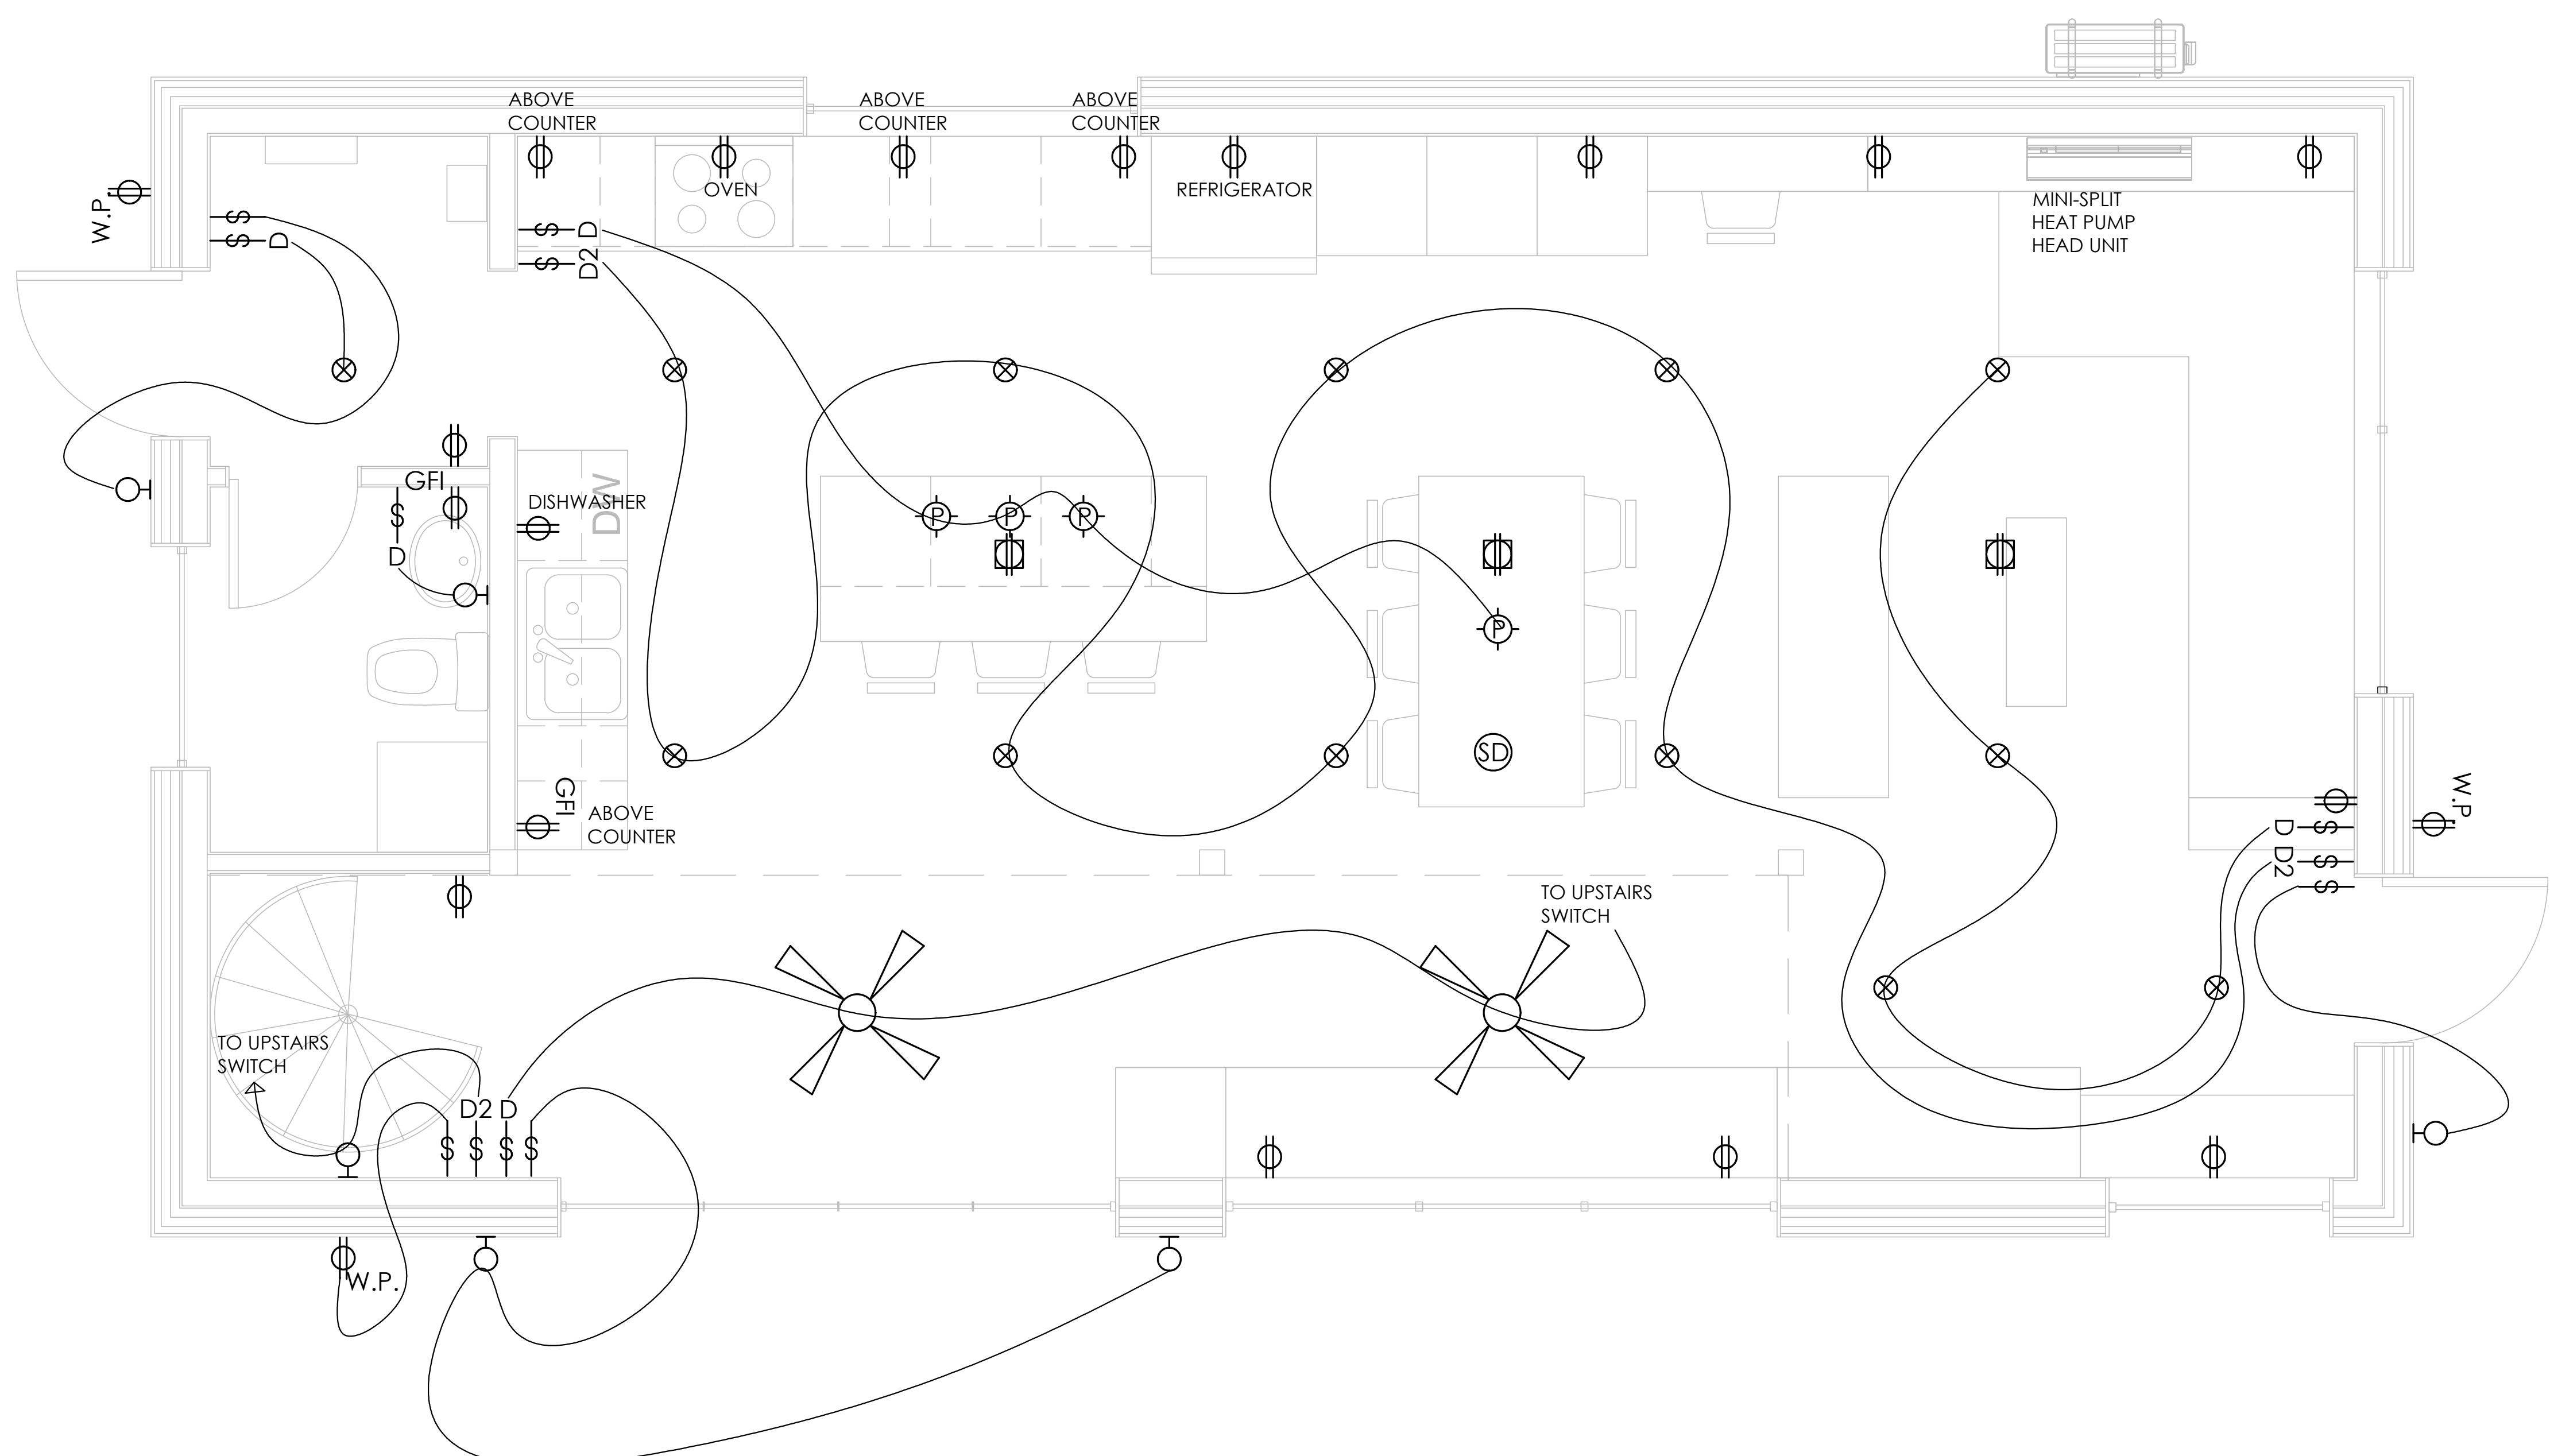 ABOVE
COUNTER
ABOVE
COUNTER
ABOVE
COUNTER
OVEN
REFRIGERATOR
MINI-SPLIT
HEAT PUMP
HEAD UNIT
W.P.
S
S D
S D
S D2
GFI
S
D
DISHWASHER
DW
P
P
P
P
SD
GFI
ABOVE
COUNTER
W.P.
D S
D2 S
S
TO UPSTAIRS
SWITCH
TO UPSTAIRS
SWITCH
D2 D
S S S S
W.P.